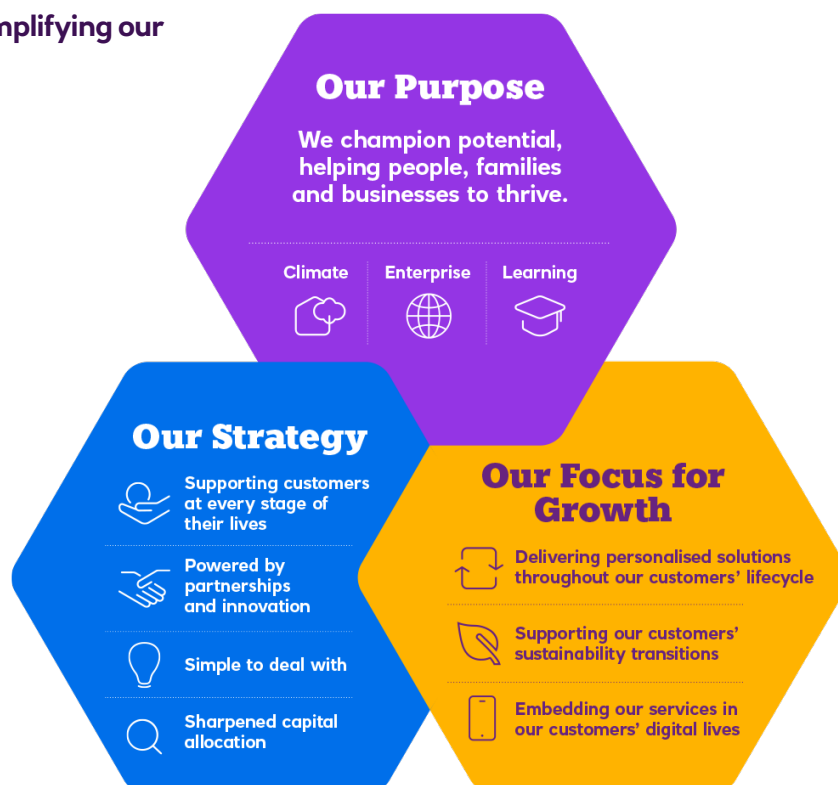 mplifying our
Our Purpose
We champion potential,
helping people, families
and businesses to thrive.
Climate
Enterprise
Learning
Our Strategy
Supporting customers
at every stage of
their lives
Powered by
partnerships
and innovation
Simple to deal with
Sharpened capital
allocation
Our Focus for
Growth
Delivering personalised solutions
throughout our customers’ lifecycle
Supporting our customers’
sustainability transitions
Embedding our services in
our customers’ digital lives